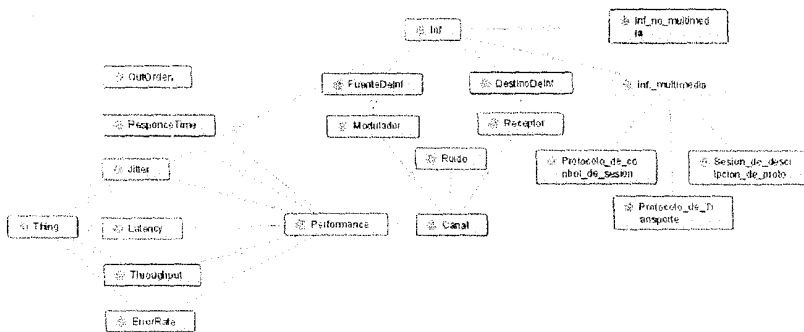 Inf
Inf_no_multimed
ia
OutOrder
FuenteDeInf
DestinoDeInf
inf_multimedia
ResponceTime
Modulador
Receptor
Jitter
Ruido
Protocolo_de_co
ntrol_de_sesion
Sesion_de_descr
ipcion_de_proto
Thing
Latency
Performance
Canal
Protocolo_de_Tr
ansporte
Throughput
ErrorRate